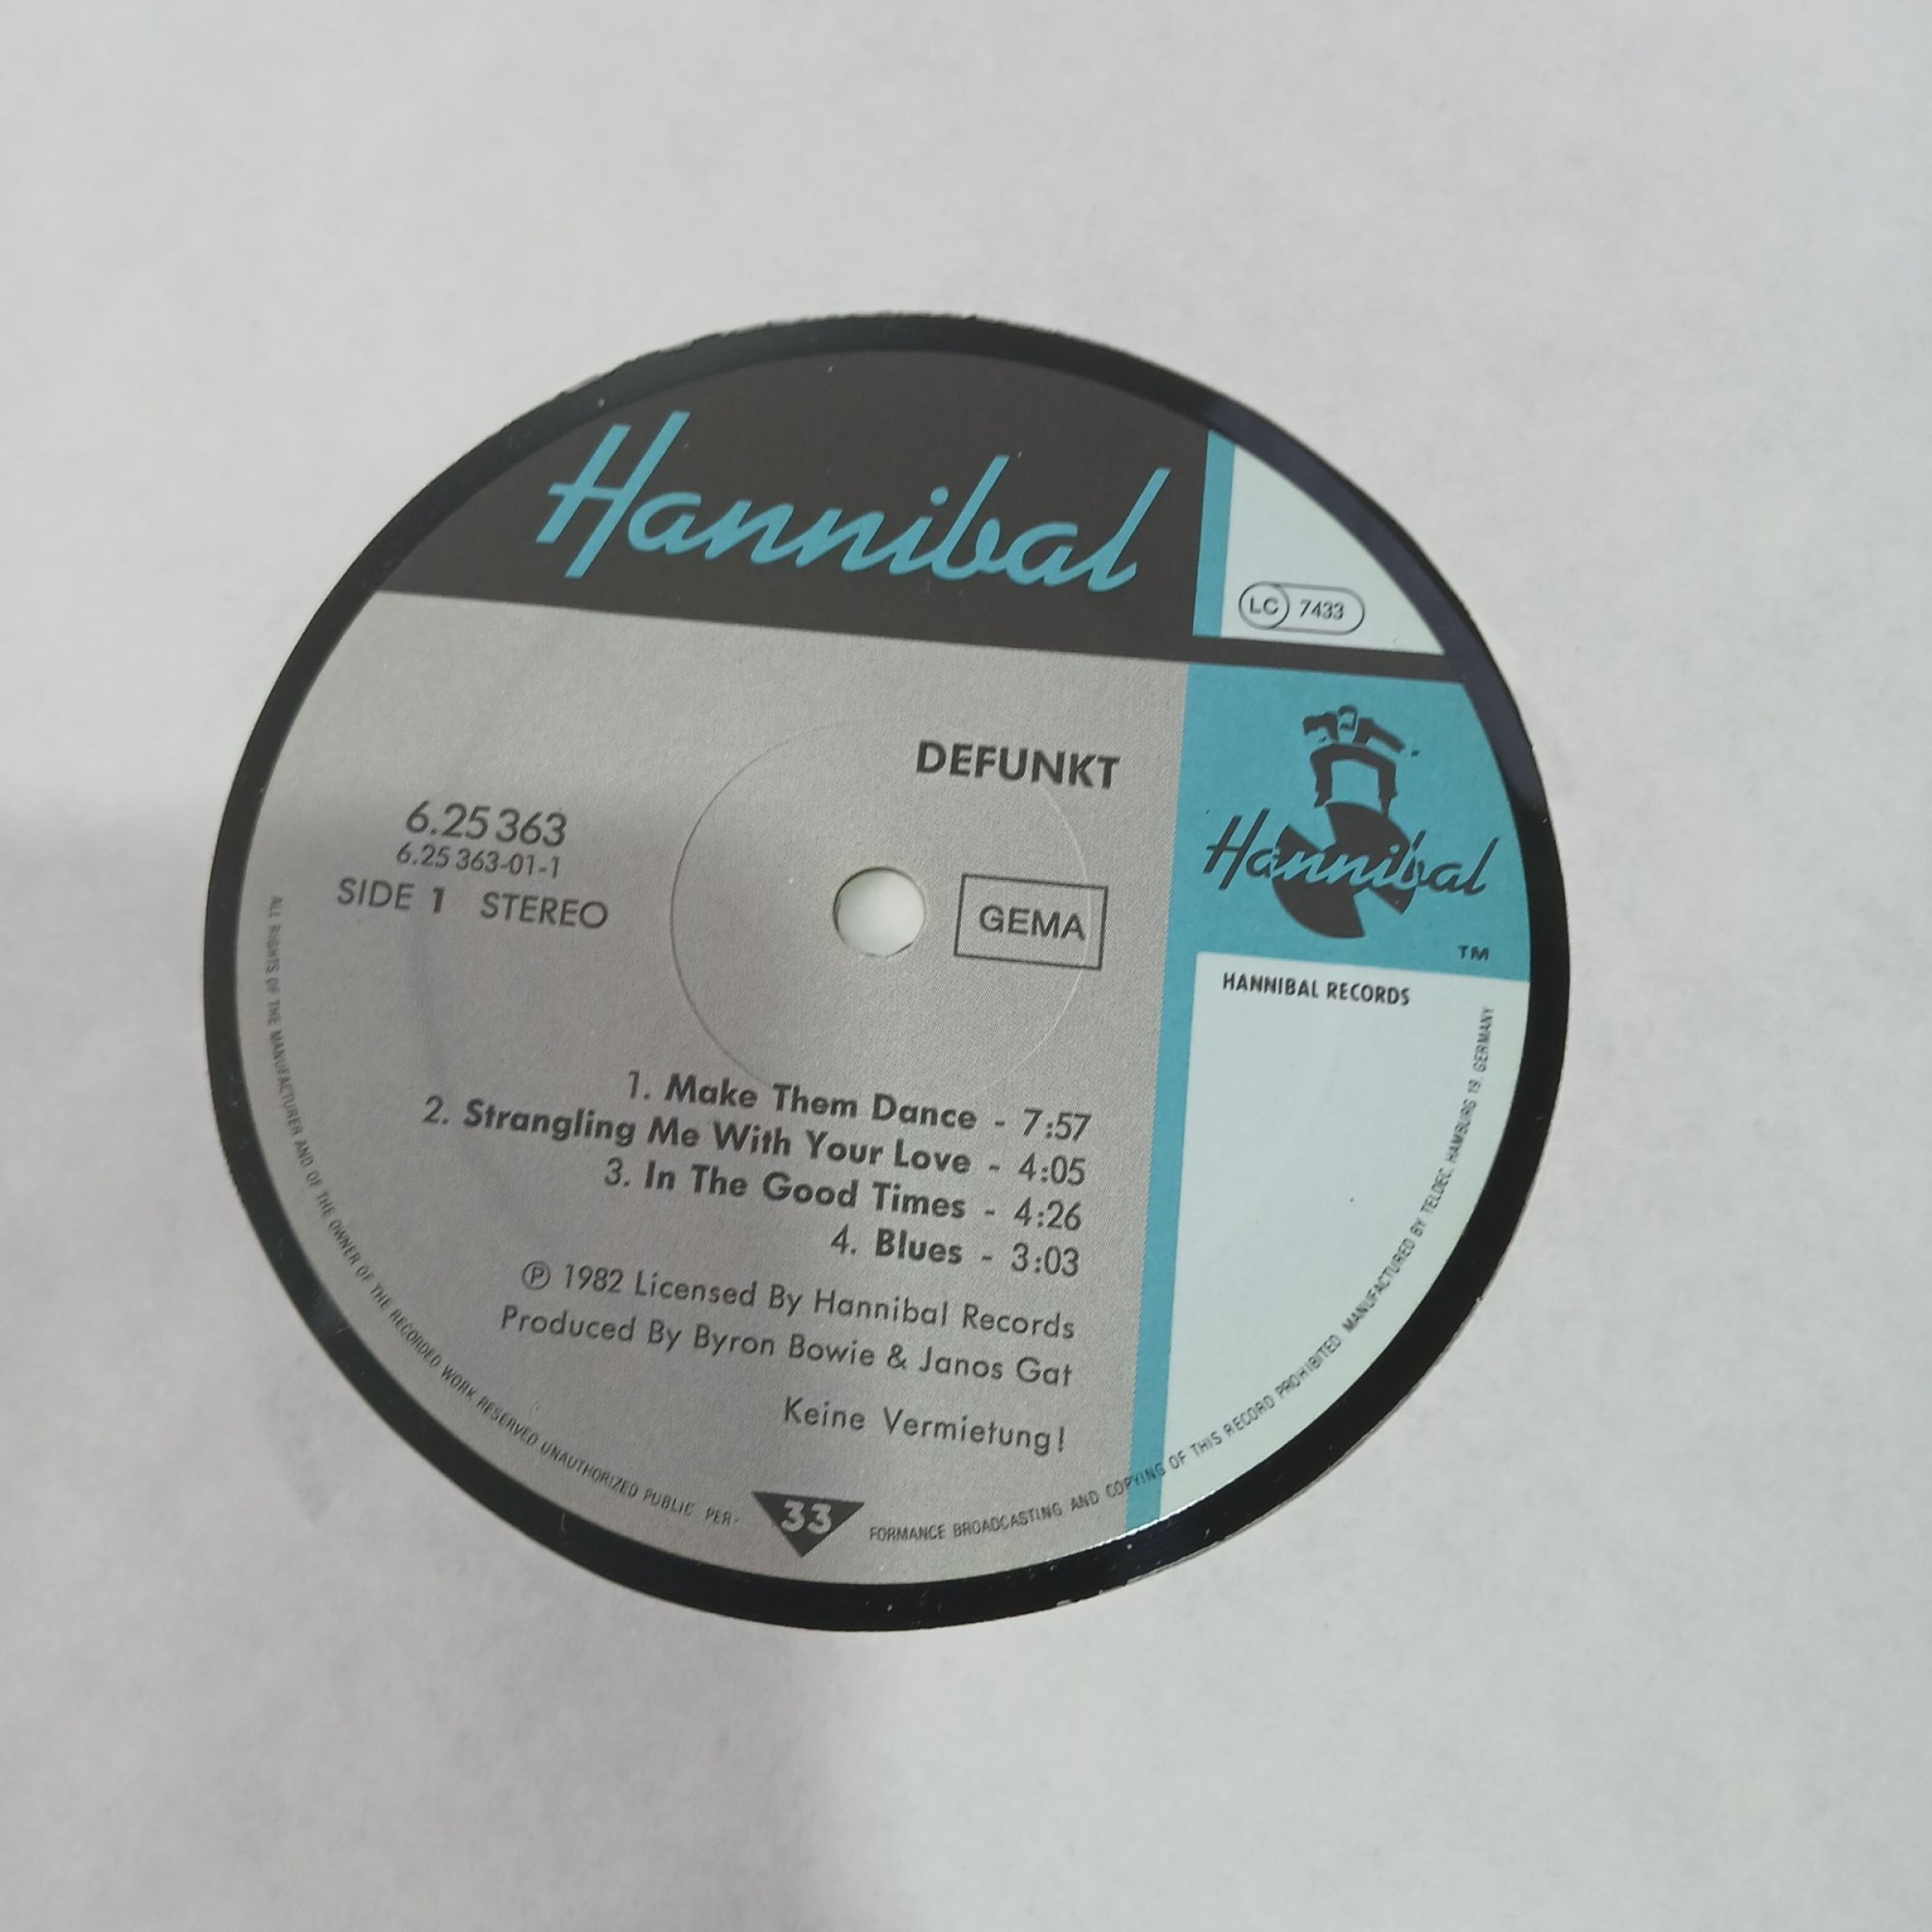 Hannibal
LC 7433
DEFUNKT
6.25363
6.25363-01-1
SIDE 1 STEREO
GEMA
Hannibal
TM
HANNIBAL RECORDS
1. Make Them Dance - 7:57
2. Strangling Me With Your Love - 4:05
3. In The Good Times - 4:26
4. Blues - 3:03
℗ 1982 Licensed By Hannibal Records
Produced By Byron Bowie & Janos Gat
Keine Vermietung!
33
ALL RIGHTS OF THE MANUFACTURER AND OF THE OWNER OF THE RECORDED WORK RESERVED UNAUTHORIZED PUBLIC PER-
FORMANCE BROADCASTING AND COPYING OF THIS RECORD PROHIBITED MANUFACTURED BY TELDEC, HAMBURG 19, GERMANY